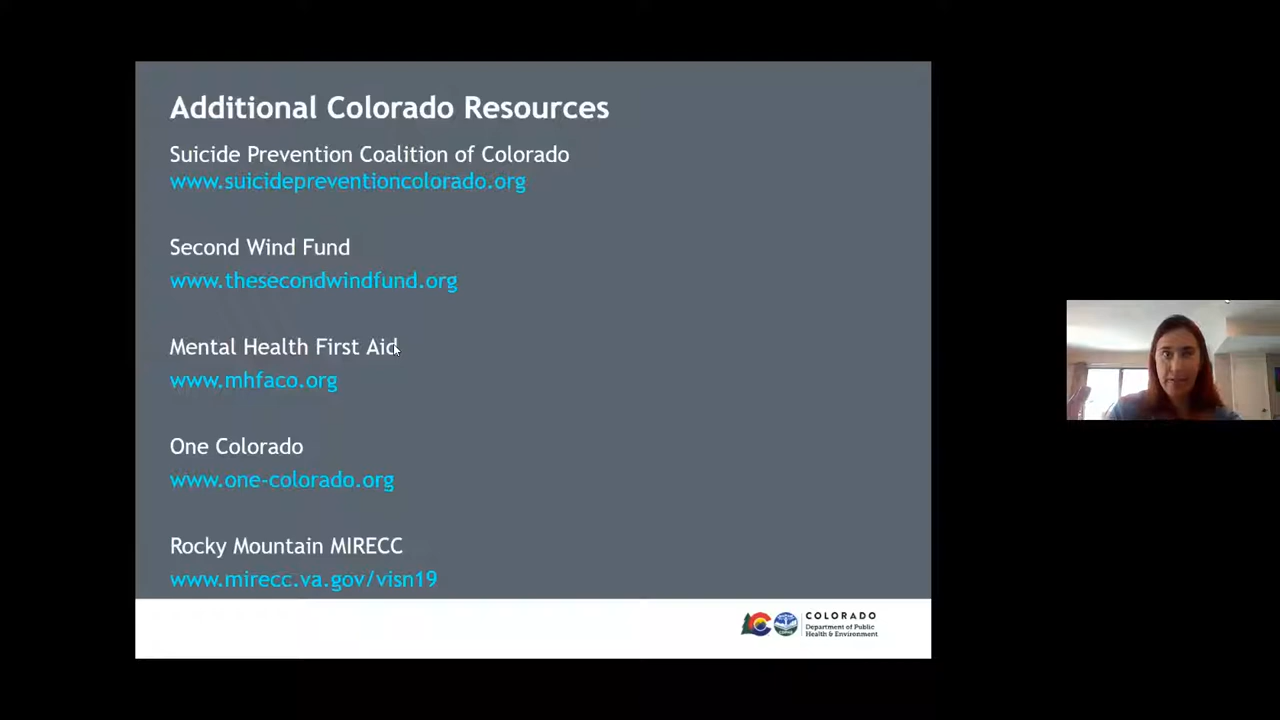 Additional Colorado Resources
Suicide Prevention Coalition of Colorado
www.suicidepreventioncolorado.org
Second Wind Fund
www.thesecondwindfund.org
Mental Health First Aid
www.mhfaco.org
One Colorado
www.one-colorado.org
Rocky Mountain MIRECC
www.mirecc.va.gov/visn19
COLORADO
Department of Public
Health & Environment